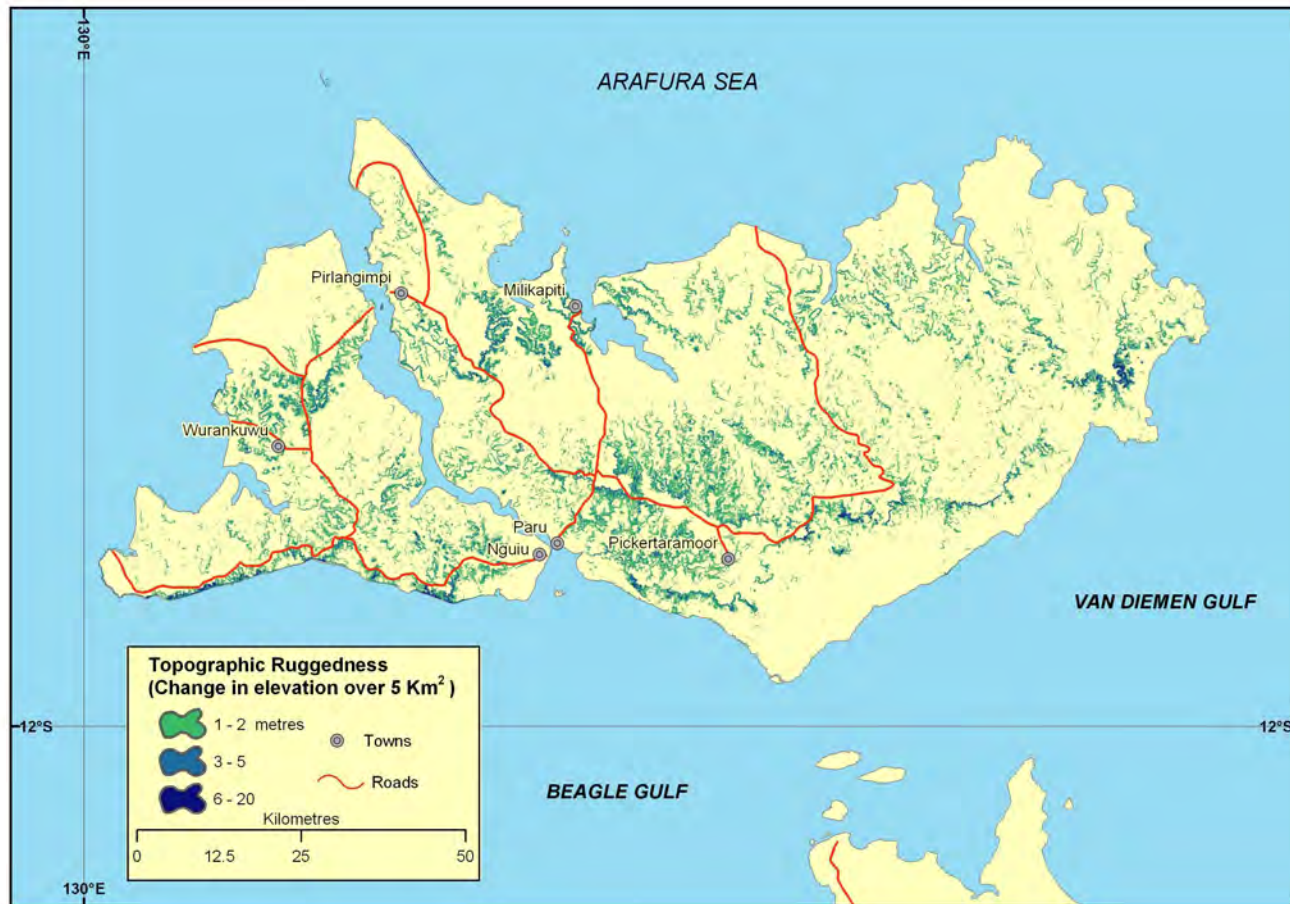 130°E
ARAFURA SEA
Pirlangimpi
Milikapiti
Wurankuwu
Paru
Nguiu
Pickertaramoor
VAN DIEMEN GULF
Topographic Ruggedness
(Change in elevation over 5 Km²)
1 - 2 metres
3 - 5
6 - 20
Towns
Roads
Kilometres
0 12.5 25 50
12°S
12°S
BEAGLE GULF
130°E